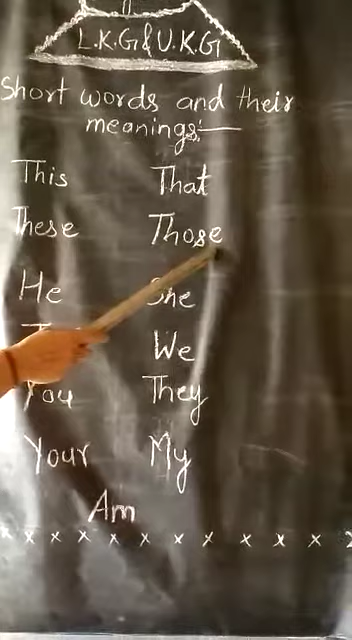 L.K.G & U.K.G
Short words and their
meanings:—
This That
These Those
He She
We
You They
Your My
Am
x x x x x x x x x x x x